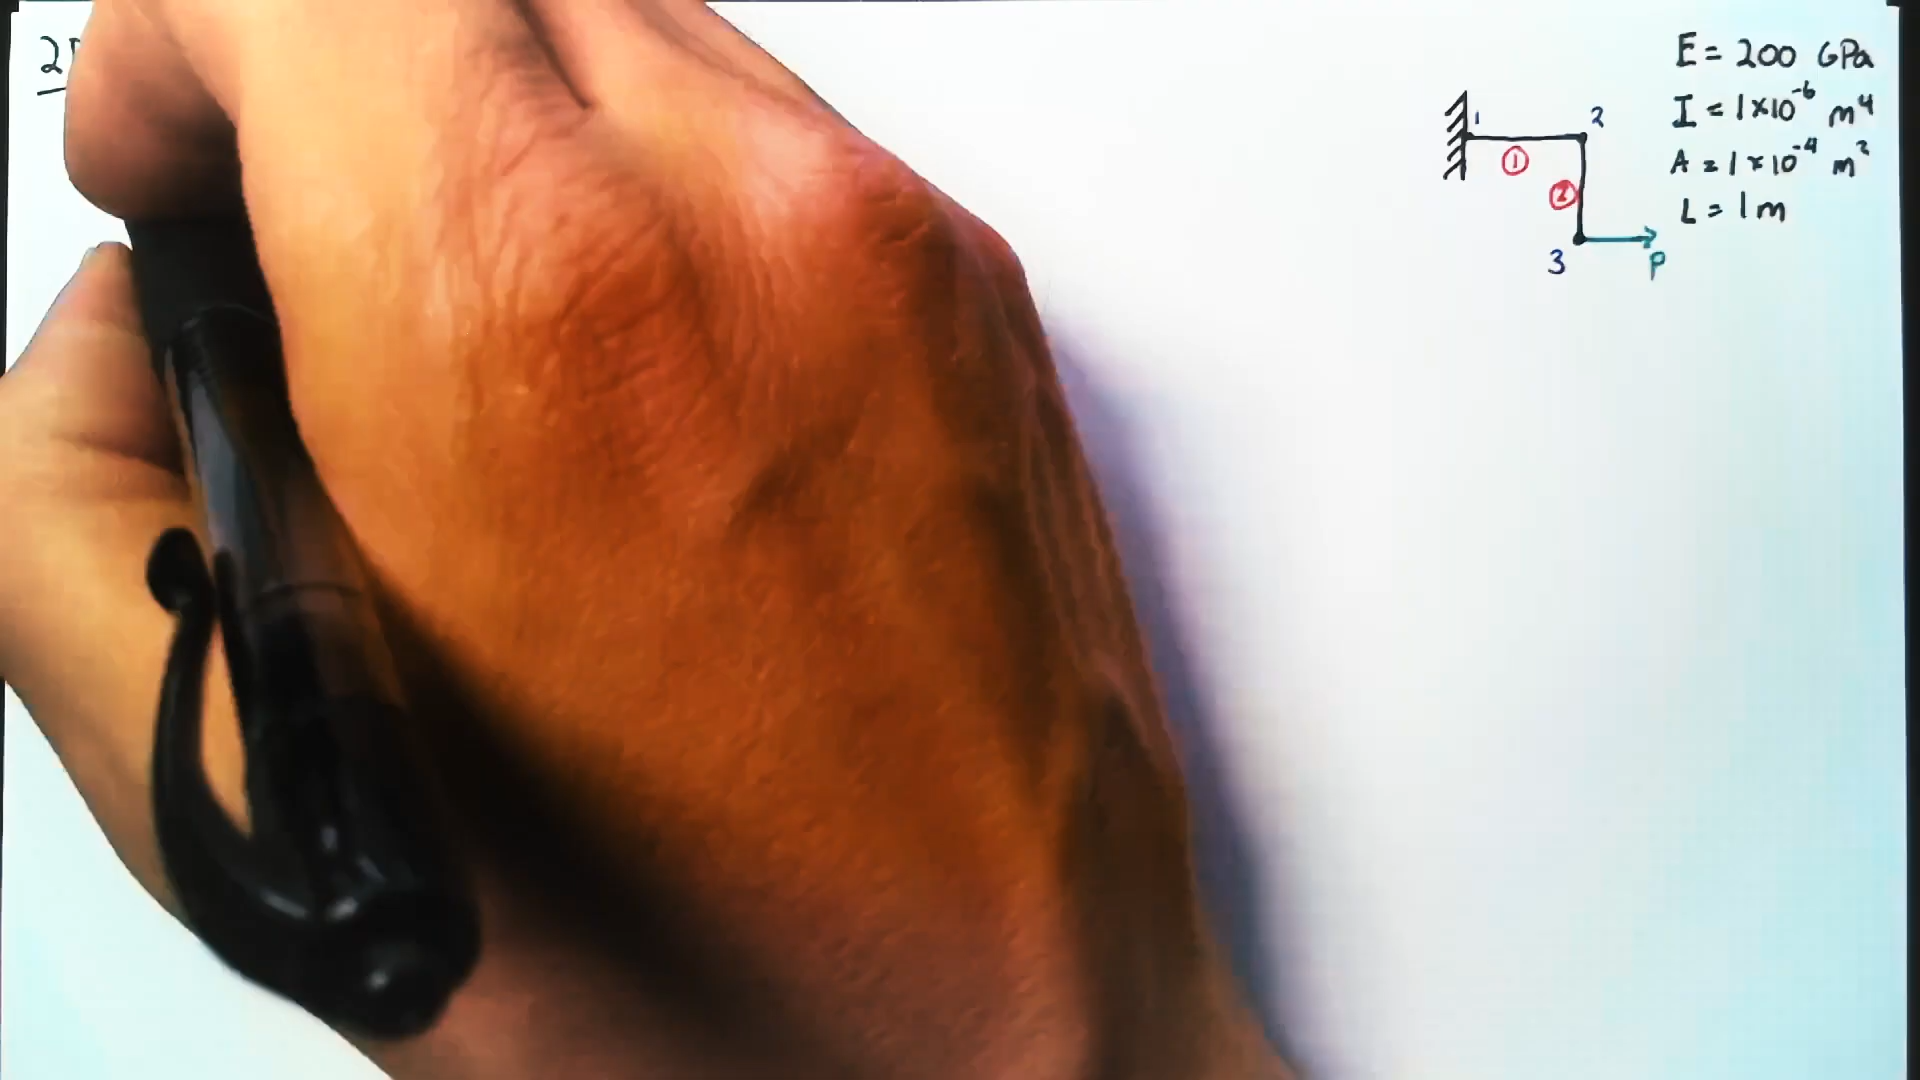 E = 200 GPa
I = 1×10⁻⁶ m⁴
A = 1×10⁻⁴ m²
L = 1m
1
2
①
②
3
P